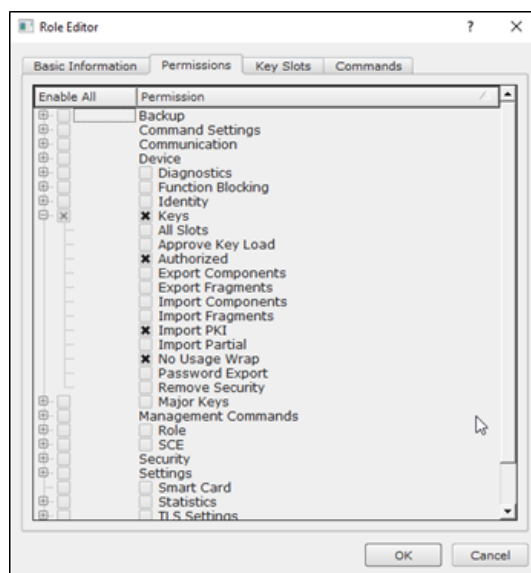 Role Editor
Basic Information Permissions Key Slots Commands
Enable All Permission
Backup
Command Settings
Communication
Device
Diagnostics
Function Blocking
Identity
Keys
All Slots
Approve Key Load
Authorized
Export Components
Export Fragments
Import Components
Import Fragments
Import PKI
Import Partial
No Usage Wrap
Password Export
Remove Security
Major Keys
Management Commands
Role
SCE
Security
Settings
Smart Card
Statistics
TLS Settings
OK Cancel